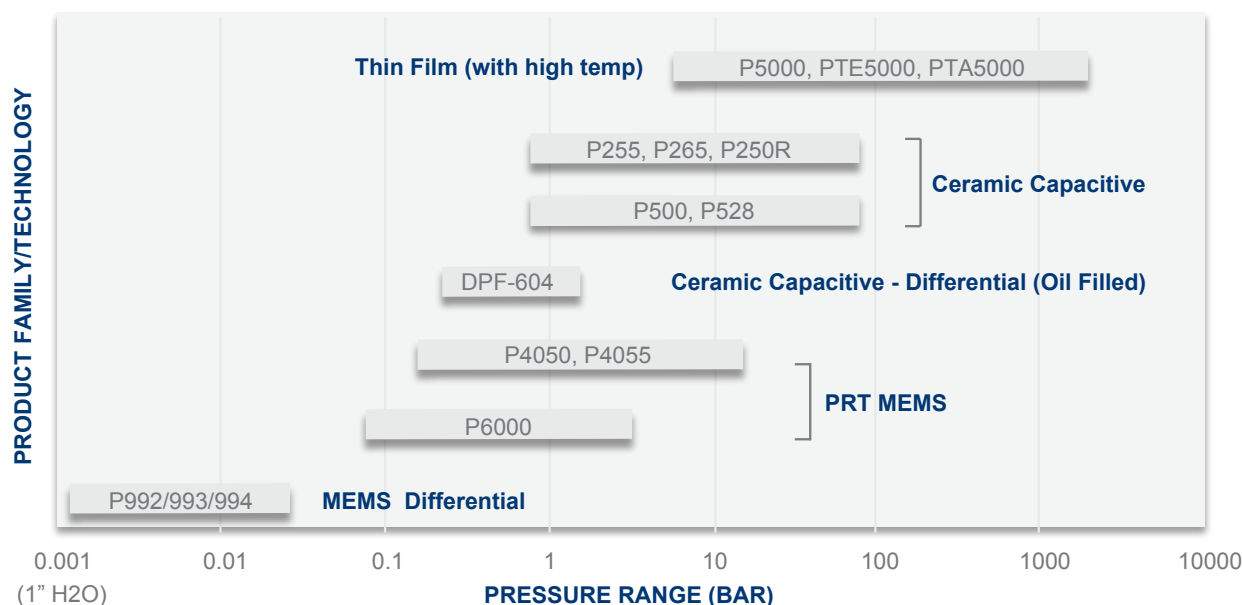 PRODUCT FAMILY/TECHNOLOGY
Thin Film (with high temp)
P5000, PTE5000, PTA5000
P255, P265, P250R
Ceramic Capacitive
P500, P528
DPF-604
Ceramic Capacitive - Differential (Oil Filled)
P4050, P4055
PRT MEMS
P6000
P992/993/994
MEMS Differential
0.001 0.01 0.1 1 10 100 1000 10000
(1” H2O)
PRESSURE RANGE (BAR)